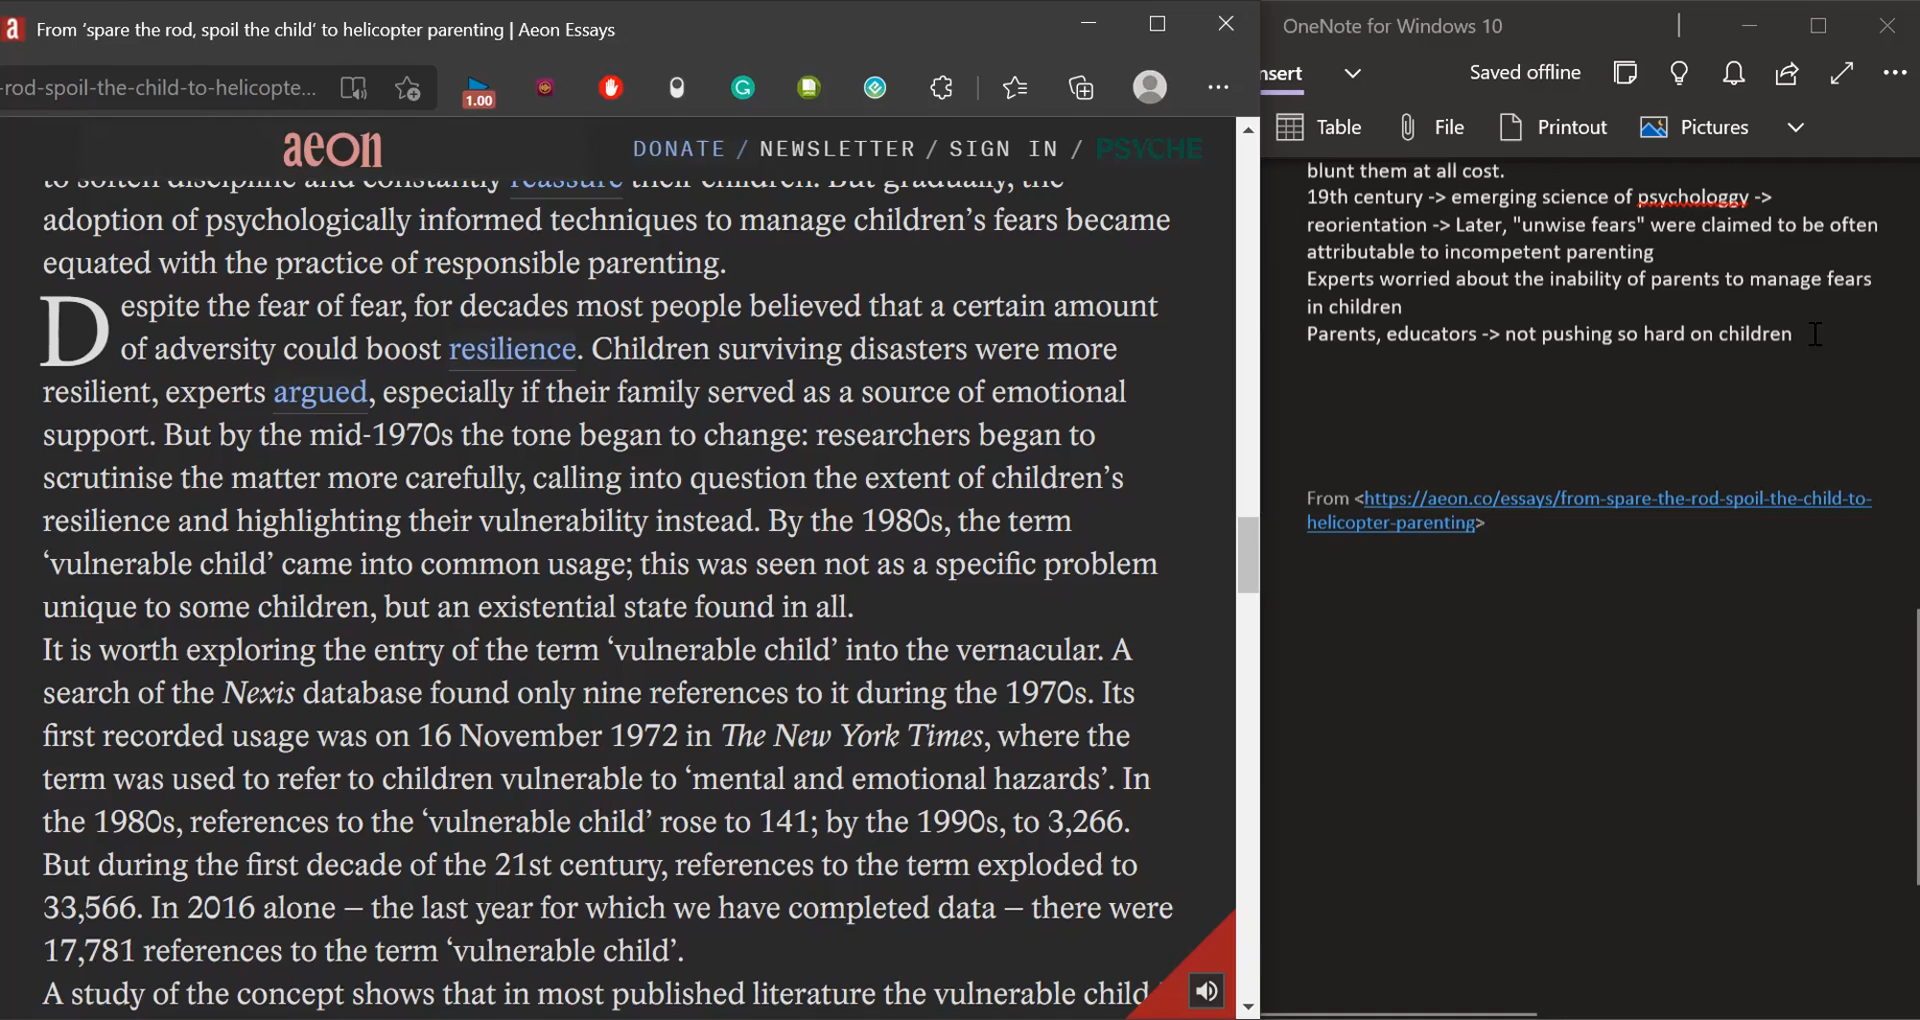 a From ‘spare the rod, spoil the child’ to helicopter parenting | Aeon Essays
-rod-spoil-the-child-to-helicopte...
1.00
aeon
DONATE / NEWSLETTER / SIGN IN / PSYCHE
to soften discipline and constantly reassure their children. But gradually, the
adoption of psychologically informed techniques to manage children’s fears became
equated with the practice of responsible parenting.
Despite the fear of fear, for decades most people believed that a certain amount
of adversity could boost resilience. Children surviving disasters were more
resilient, experts argued, especially if their family served as a source of emotional
support. But by the mid-1970s the tone began to change: researchers began to
scrutinise the matter more carefully, calling into question the extent of children’s
resilience and highlighting their vulnerability instead. By the 1980s, the term
‘vulnerable child’ came into common usage; this was seen not as a specific problem
unique to some children, but an existential state found in all.
It is worth exploring the entry of the term ‘vulnerable child’ into the vernacular. A
search of the Nexis database found only nine references to it during the 1970s. Its
first recorded usage was on 16 November 1972 in The New York Times, where the
term was used to refer to children vulnerable to ‘mental and emotional hazards’. In
the 1980s, references to the ‘vulnerable child’ rose to 141; by the 1990s, to 3,266.
But during the first decade of the 21st century, references to the term exploded to
33,566. In 2016 alone – the last year for which we have completed data – there were
17,781 references to the term ‘vulnerable child’.
A study of the concept shows that in most published literature the vulnerable child
OneNote for Windows 10
nsert
Saved offline
Table File Printout Pictures
blunt them at all cost.
19th century -> emerging science of psychologgy ->
reorientation -> Later, "unwise fears" were claimed to be often
attributable to incompetent parenting
Experts worried about the inability of parents to manage fears
in children
Parents, educators -> not pushing so hard on children
From <https://aeon.co/essays/from-spare-the-rod-spoil-the-child-to-
helicopter-parenting>